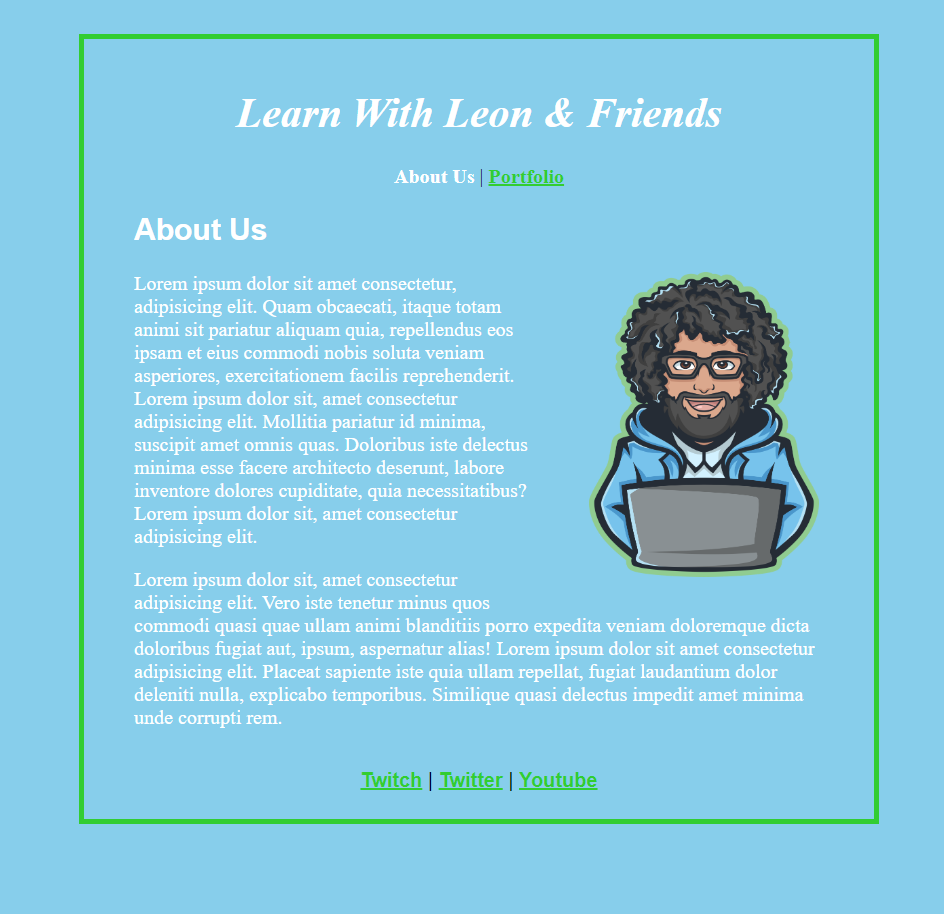 Learn With Leon & Friends
About Us | Portfolio
About Us
Lorem ipsum dolor sit amet consectetur,
adipisicing elit. Quam obcaecati, itaque totam
animi sit pariatur aliquam quia, repellendus eos
ipsam et eius commodi nobis soluta veniam
asperiores, exercitationem facilis reprehenderit.
Lorem ipsum dolor sit, amet consectetur
adipisicing elit. Mollitia pariatur id minima,
suscipit amet omnis quas. Doloribus iste delectus
minima esse facere architecto deserunt, labore
inventore dolores cupiditate, quia necessitatibus?
Lorem ipsum dolor sit, amet consectetur
adipisicing elit.
Lorem ipsum dolor sit, amet consectetur
adipisicing elit. Vero iste tenetur minus quos
commodi quasi quae ullam animi blanditiis porro expedita veniam doloremque dicta
doloribus fugiat aut, ipsum, aspernatur alias! Lorem ipsum dolor sit amet consectetur
adipisicing elit. Placeat sapiente iste quia ullam repellat, fugiat laudantium dolor
deleniti nulla, explicabo temporibus. Similique quasi delectus impedit amet minima
unde corrupti rem.
Twitch | Twitter | Youtube